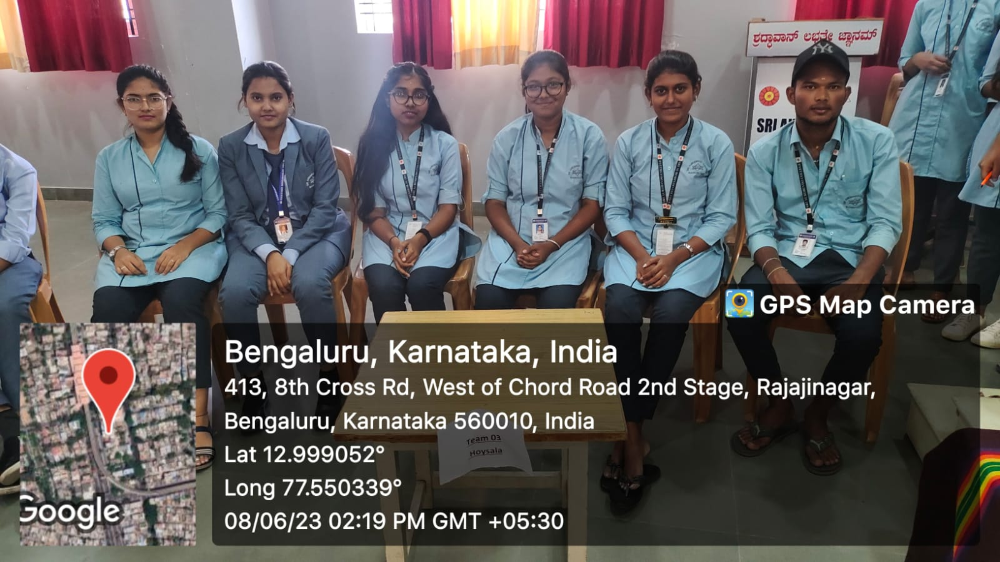 ಶ್ರದ್ಧಾವಾನ್ ಲಭತೇ ಜ್ಞಾನಮ್
SRI
GPS Map Camera
Bengaluru, Karnataka, India
413, 8th Cross Rd, West of Chord Road 2nd Stage, Rajajinagar,
Bengaluru, Karnataka 560010, India
Lat 12.999052°
Long 77.550339°
08/06/23 02:19 PM GMT +05:30
Google
Team 03
Hoysala